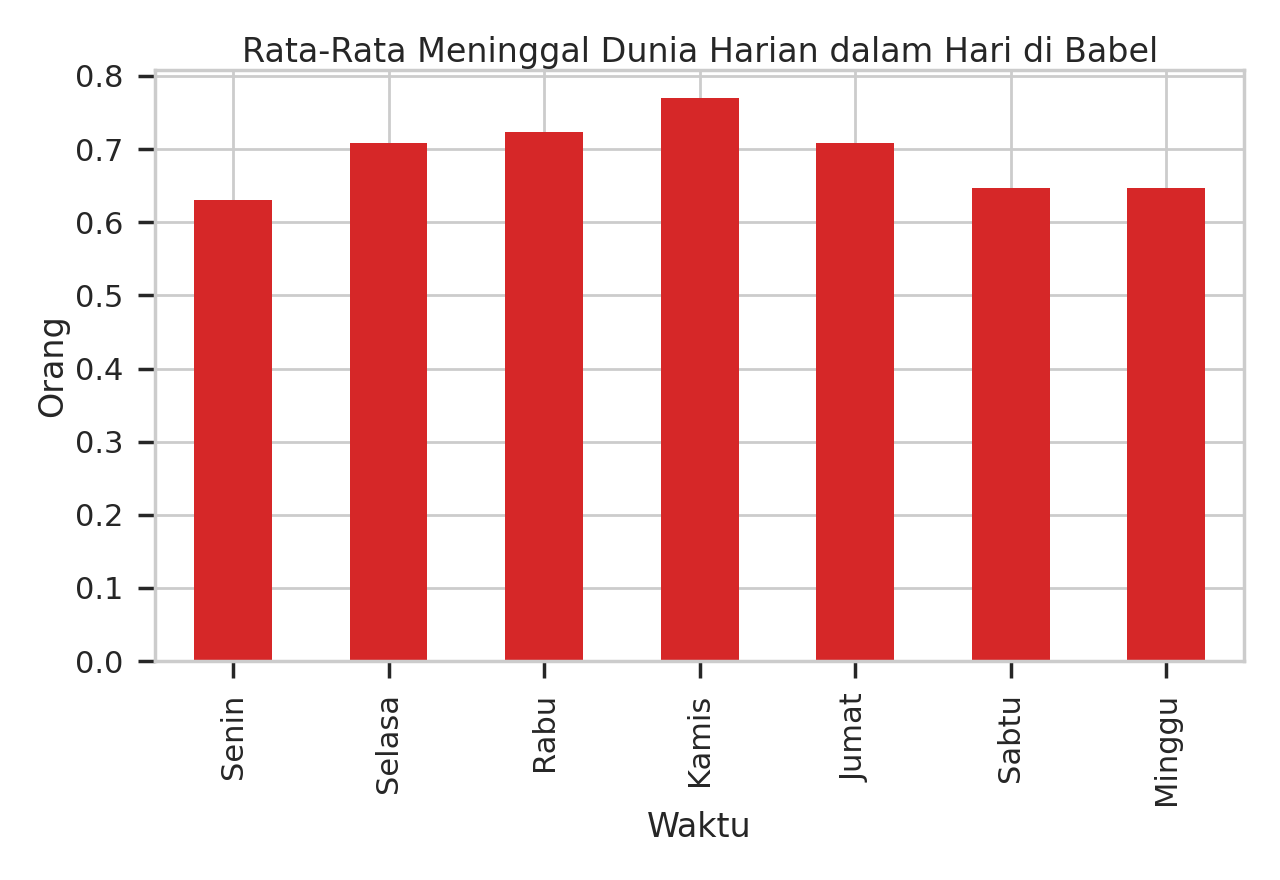 Rata-Rata Meninggal Dunia Harian dalam Hari di Babel
0.8
0.7
0.6
0.5
0.4
0.3
0.2
0.1
0.0
Orang
Senin
Selasa
Rabu
Kamis
Jumat
Sabtu
Minggu
Waktu